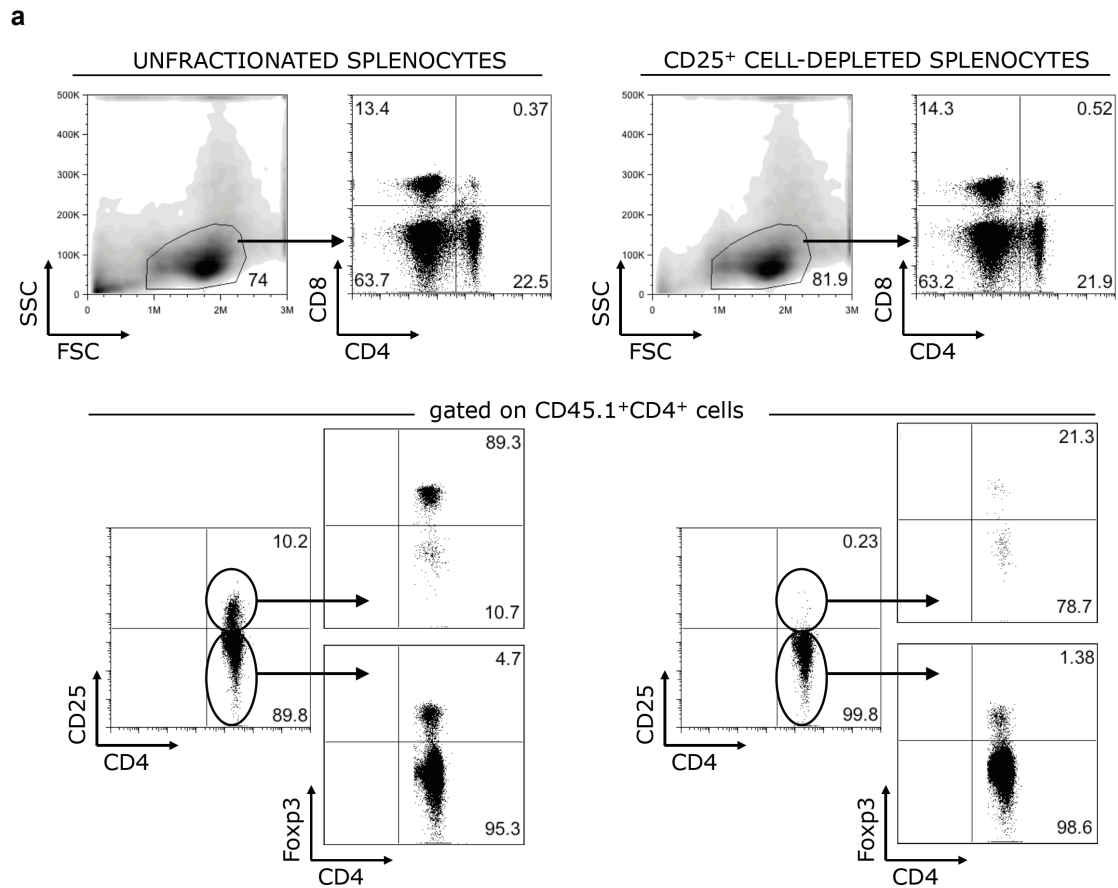 a
UNFRACTIONATED SPLENOCYTES
CD25⁺ CELL-DEPLETED SPLENOCYTES
500K
400K
300K
200K
100K
0
0 1M 2M 3M
74
SSC
FSC
13.4 0.37
63.7 22.5
CD8
CD4
500K
400K
300K
200K
100K
0
0 1M 2M 3M
81.9
SSC
FSC
14.3 0.52
63.2 21.9
CD8
CD4
gated on CD45.1⁺CD4⁺ cells
10.2
89.8
CD25
CD4
89.3
10.7
4.7
95.3
Foxp3
CD4
0.23
99.8
CD25
CD4
21.3
78.7
1.38
98.6
Foxp3
CD4